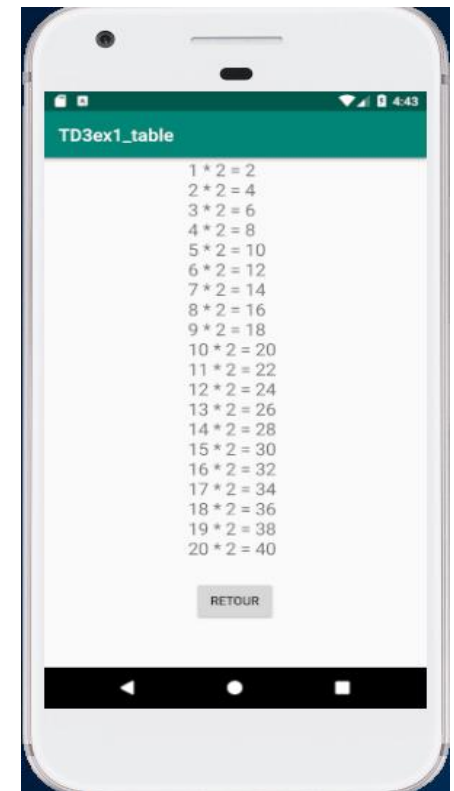 4:43
TD3ex1_table
1 * 2 = 2
2 * 2 = 4
3 * 2 = 6
4 * 2 = 8
5 * 2 = 10
6 * 2 = 12
7 * 2 = 14
8 * 2 = 16
9 * 2 = 18
10 * 2 = 20
11 * 2 = 22
12 * 2 = 24
13 * 2 = 26
14 * 2 = 28
15 * 2 = 30
16 * 2 = 32
17 * 2 = 34
18 * 2 = 36
19 * 2 = 38
20 * 2 = 40
RETOUR